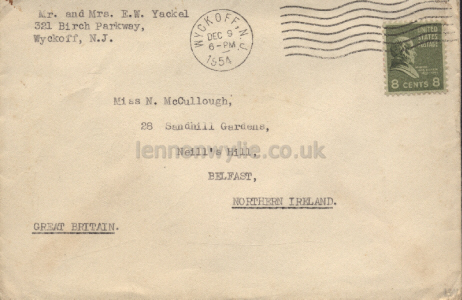 Mr. and Mrs. E.W. Yackel
321 Birch Parkway,
Wyckoff, N.J.
WYCKOFF, N.J.
DEC 9
6-PM
1954
UNITED
STATES
POSTAGE
8 CENTS 8
Miss N. McCullough,
28 Sandhill Gardens,
Neill's Hill,
lennonwylie.co.uk
BELFAST,
NORTHERN IRELAND.
GREAT BRITAIN.